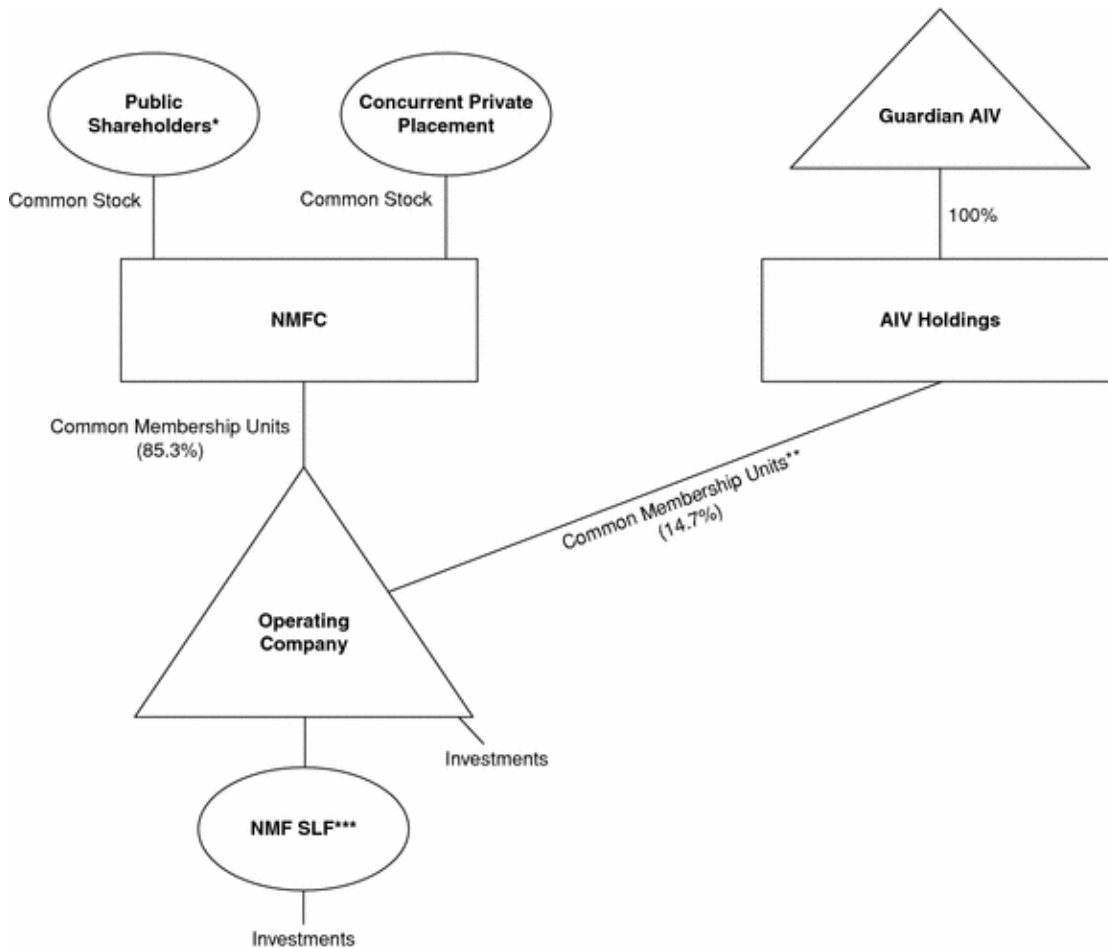 Public
Shareholders*
Concurrent Private
Placement
Guardian AIV
Common Stock
Common Stock
100%
NMFC
AIV Holdings
Common Membership Units
(85.3%)
Common Membership Units**
(14.7%)
Operating
Company
Investments
NMF SLF***
Investments